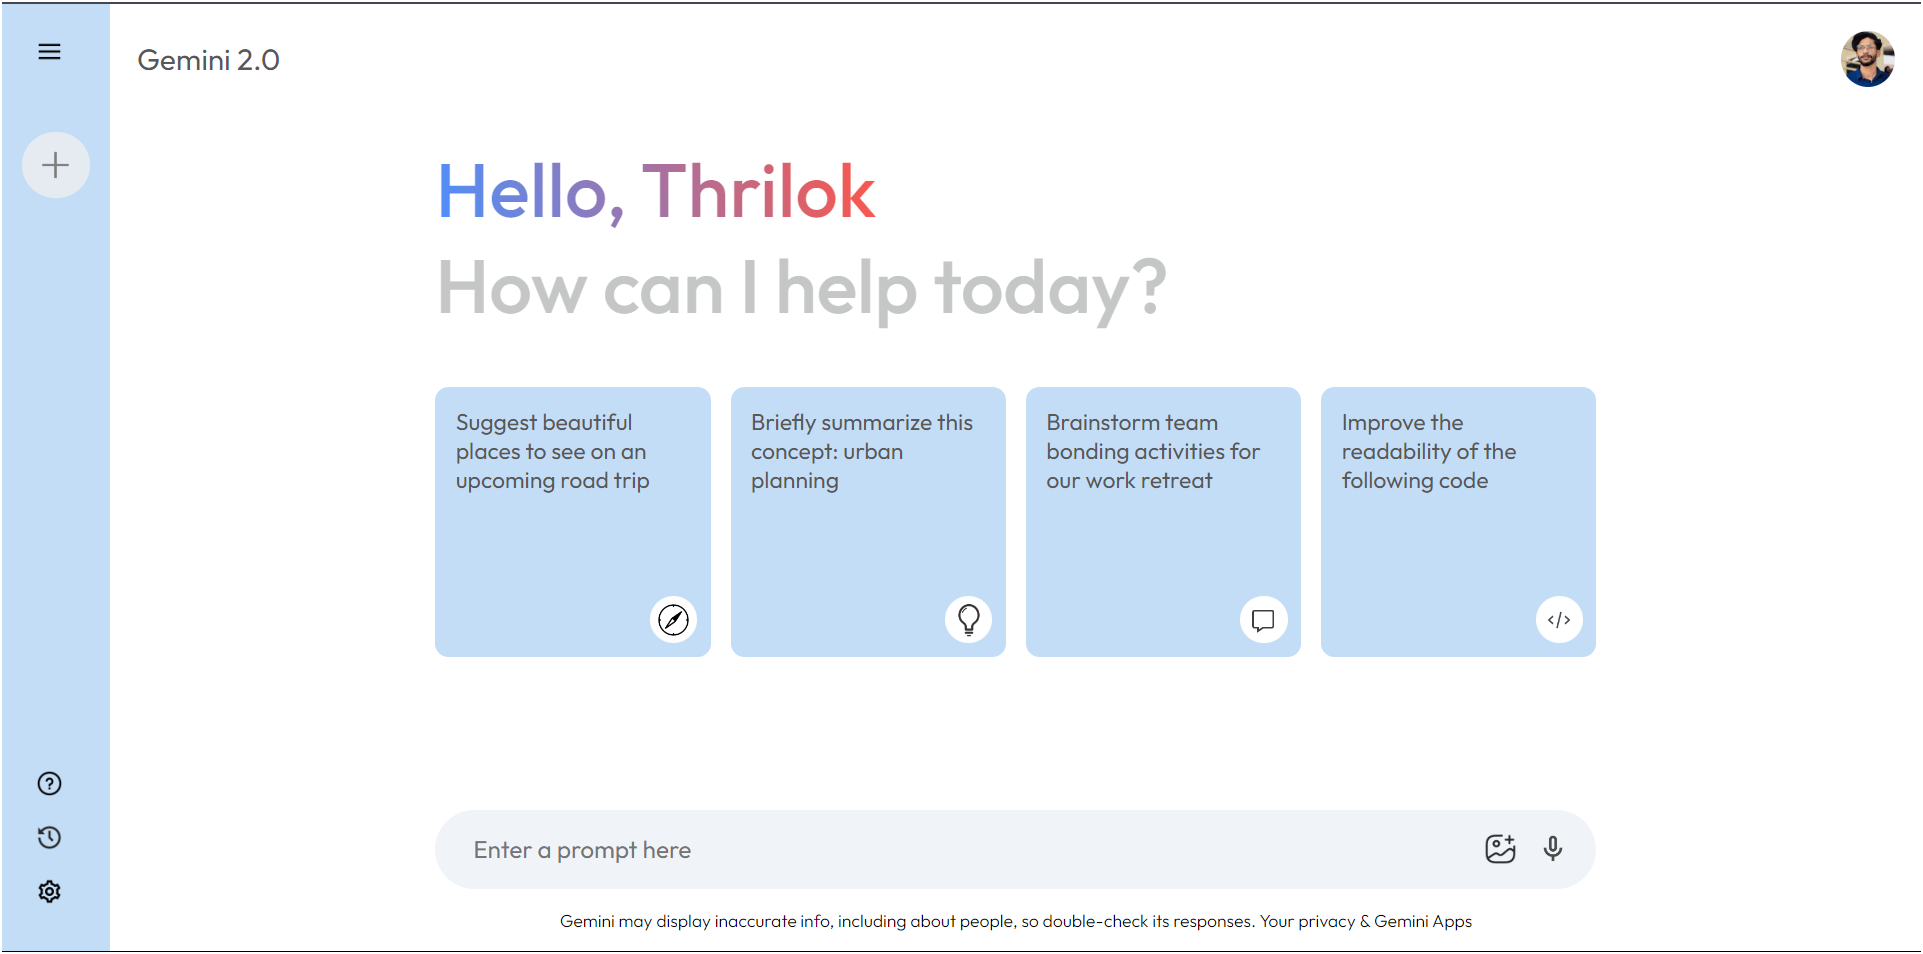 Gemini 2.0
Hello, Thrilok
How can I help today?
Suggest beautiful
places to see on an
upcoming road trip
Briefly summarize this
concept: urban
planning
Brainstorm team
bonding activities for
our work retreat
Improve the
readability of the
following code
Enter a prompt here
Gemini may display inaccurate info, including about people, so double-check its responses. Your privacy & Gemini Apps